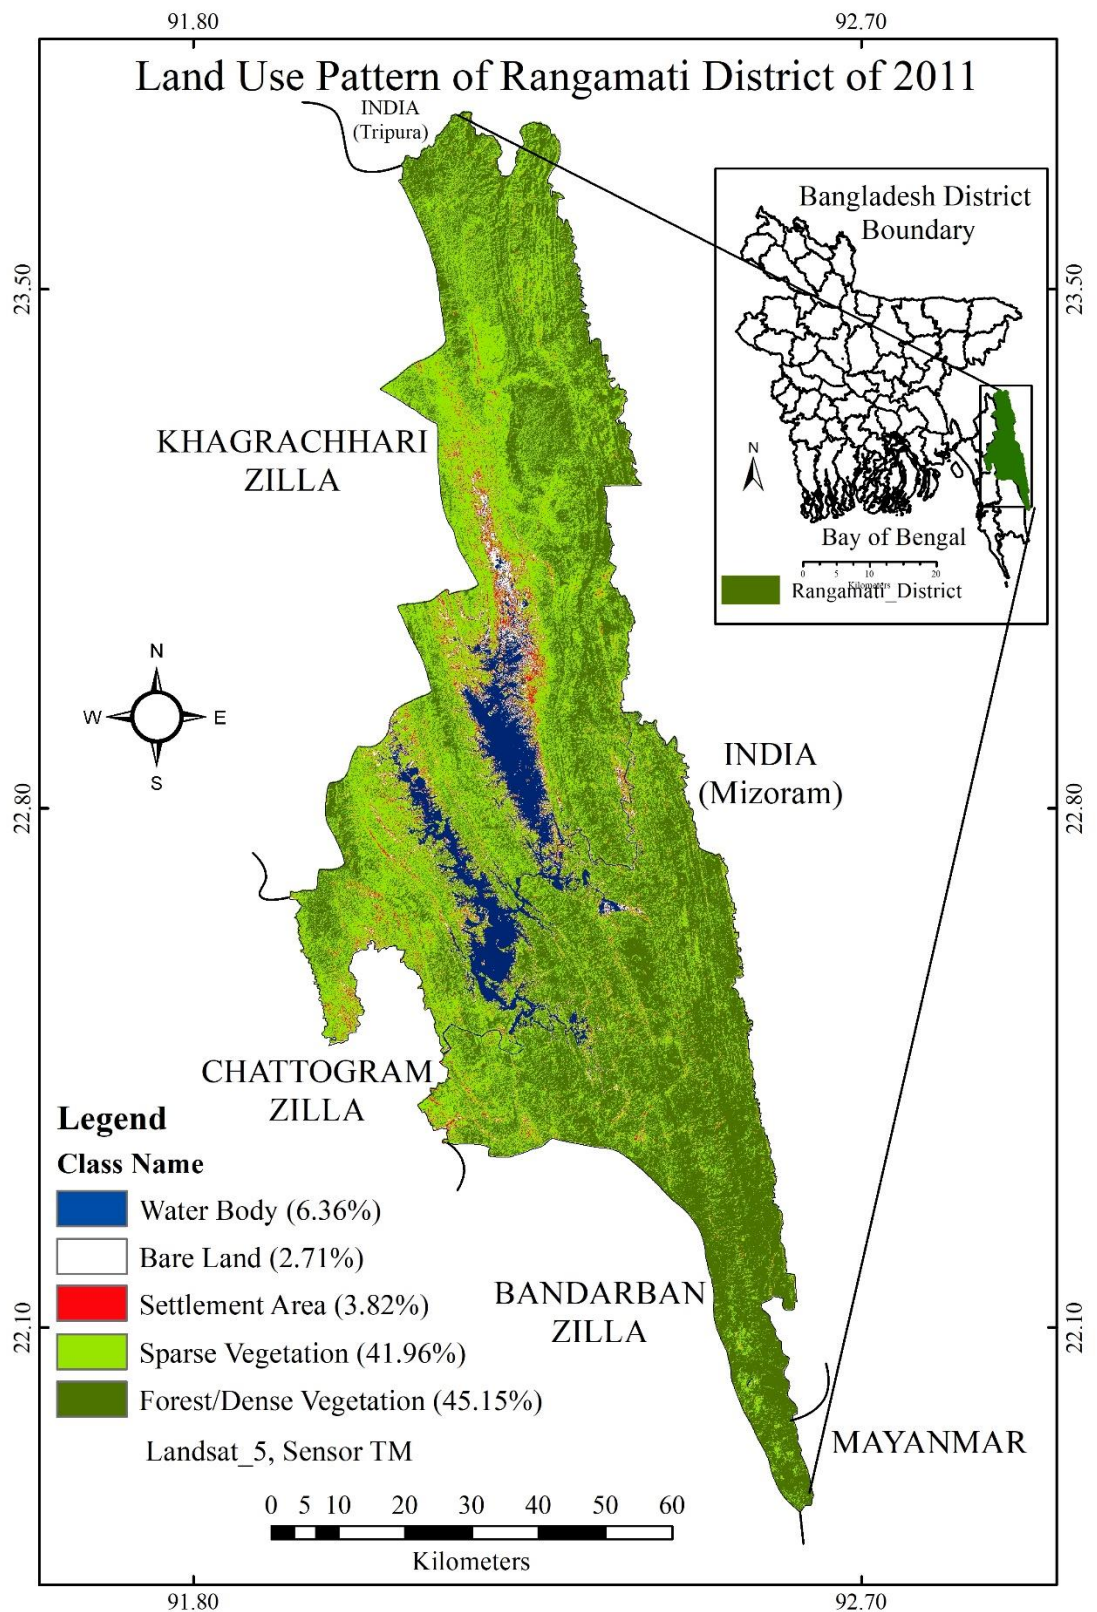 91.80
92.70
Land Use Pattern of Rangamati District of 2011
INDIA
(Tripura)
Bangladesh District
Boundary
23.50
23.50
KHAGRACHHARI
ZILLA
N
Bay of Bengal
0 5 10 20
Kilometers
Rangamati_District
N
W E
S
INDIA
(Mizoram)
22.80
22.80
CHATTOGRAM
ZILLA
Legend
Class Name
Water Body (6.36%)
Bare Land (2.71%)
Settlement Area (3.82%)
Sparse Vegetation (41.96%)
Forest/Dense Vegetation (45.15%)
Landsat_5, Sensor TM
BANDARBAN
ZILLA
22.10
22.10
MAYANMAR
0 5 10 20 30 40 50 60
Kilometers
91.80
92.70